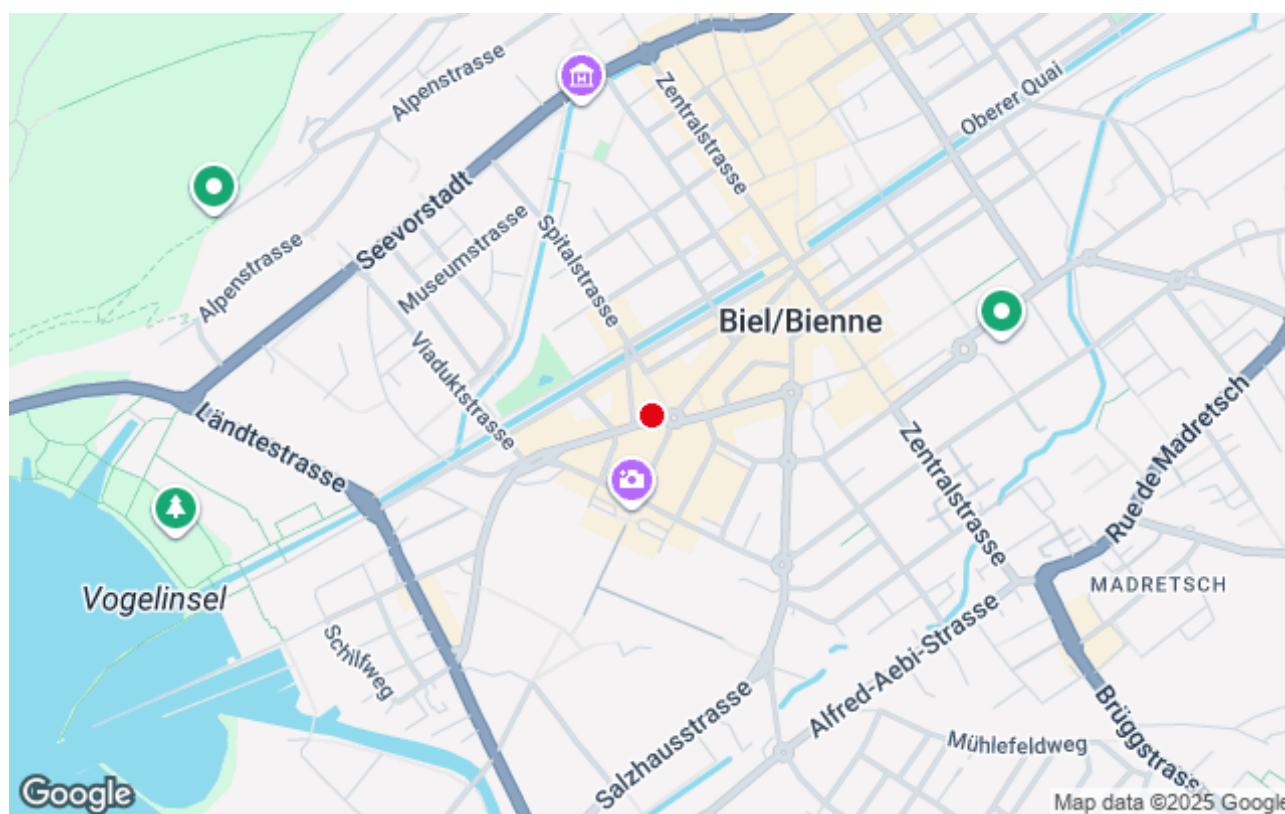 Alpenstrasse
Zentralstrasse
Oberer Quai
Seevorstadt
Museumstrasse
Spitalstrasse
Alpenstrasse
Viaduktstrasse
Biel/Bienne
Ländtestrasse
Rue de Madretsch
Zentralstrasse
Vogelinsel
MADRETSCH
Schilfweg
Alfred-Aebi-Strasse
Salzhausstrasse
Mühlefeldweg
Brüggstrasse
Google
Map data ©2025 Google